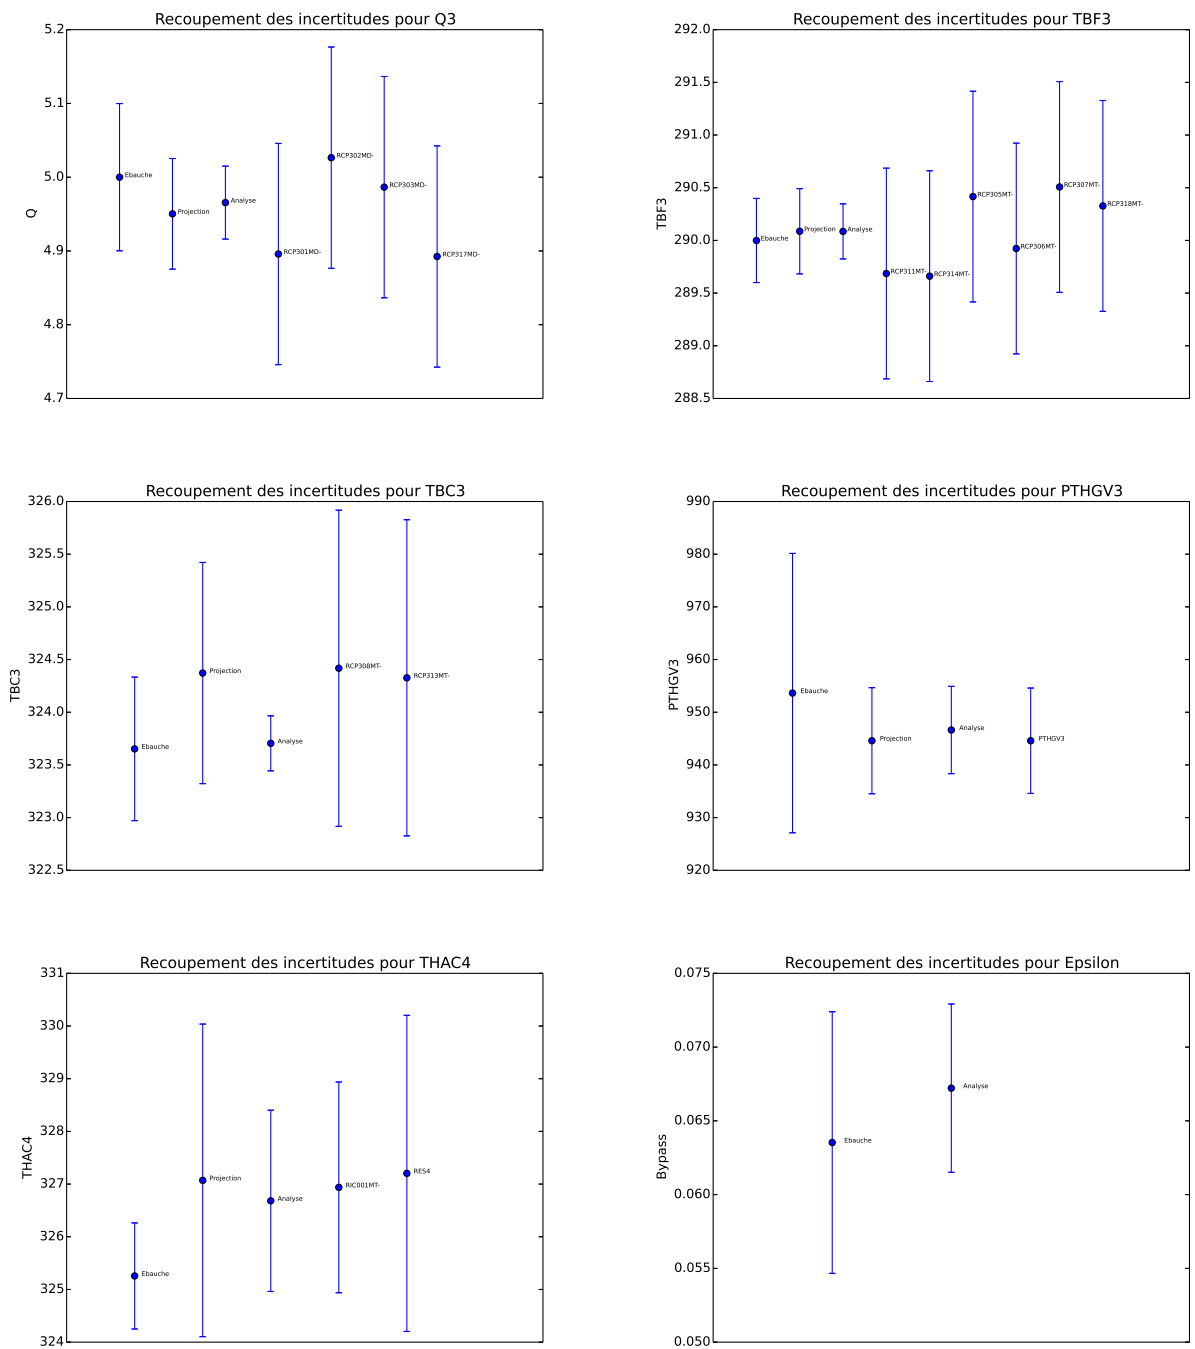 Recoupement des incertitudes pour Q3
5.2
5.1
5.0
4.9
4.8
4.7
Q
Ebauche
Projection
Analyse
RCP301MD-
RCP302MD-
RCP303MD-
RCP317MD-
Recoupement des incertitudes pour TBF3
292.0
291.5
291.0
290.5
290.0
289.5
289.0
288.5
TBF3
Ebauche
Projection
Analyse
RCP311MT-
RCP314MT-
RCP305MT-
RCP306MT-
RCP307MT-
RCP318MT-
Recoupement des incertitudes pour TBC3
326.0
325.5
325.0
324.5
324.0
323.5
323.0
322.5
TBC3
Ebauche
Projection
Analyse
RCP308MT-
RCP313MT-
Recoupement des incertitudes pour PTHGV3
990
980
970
960
950
940
930
920
PTHGV3
Ebauche
Projection
Analyse
PTHGV3
Recoupement des incertitudes pour THAC4
331
330
329
328
327
326
325
324
THAC4
Ebauche
Projection
Analyse
RIC001MT-
RES4
Recoupement des incertitudes pour Epsilon
0.075
0.070
0.065
0.060
0.055
0.050
Bypass
Ebauche
Analyse